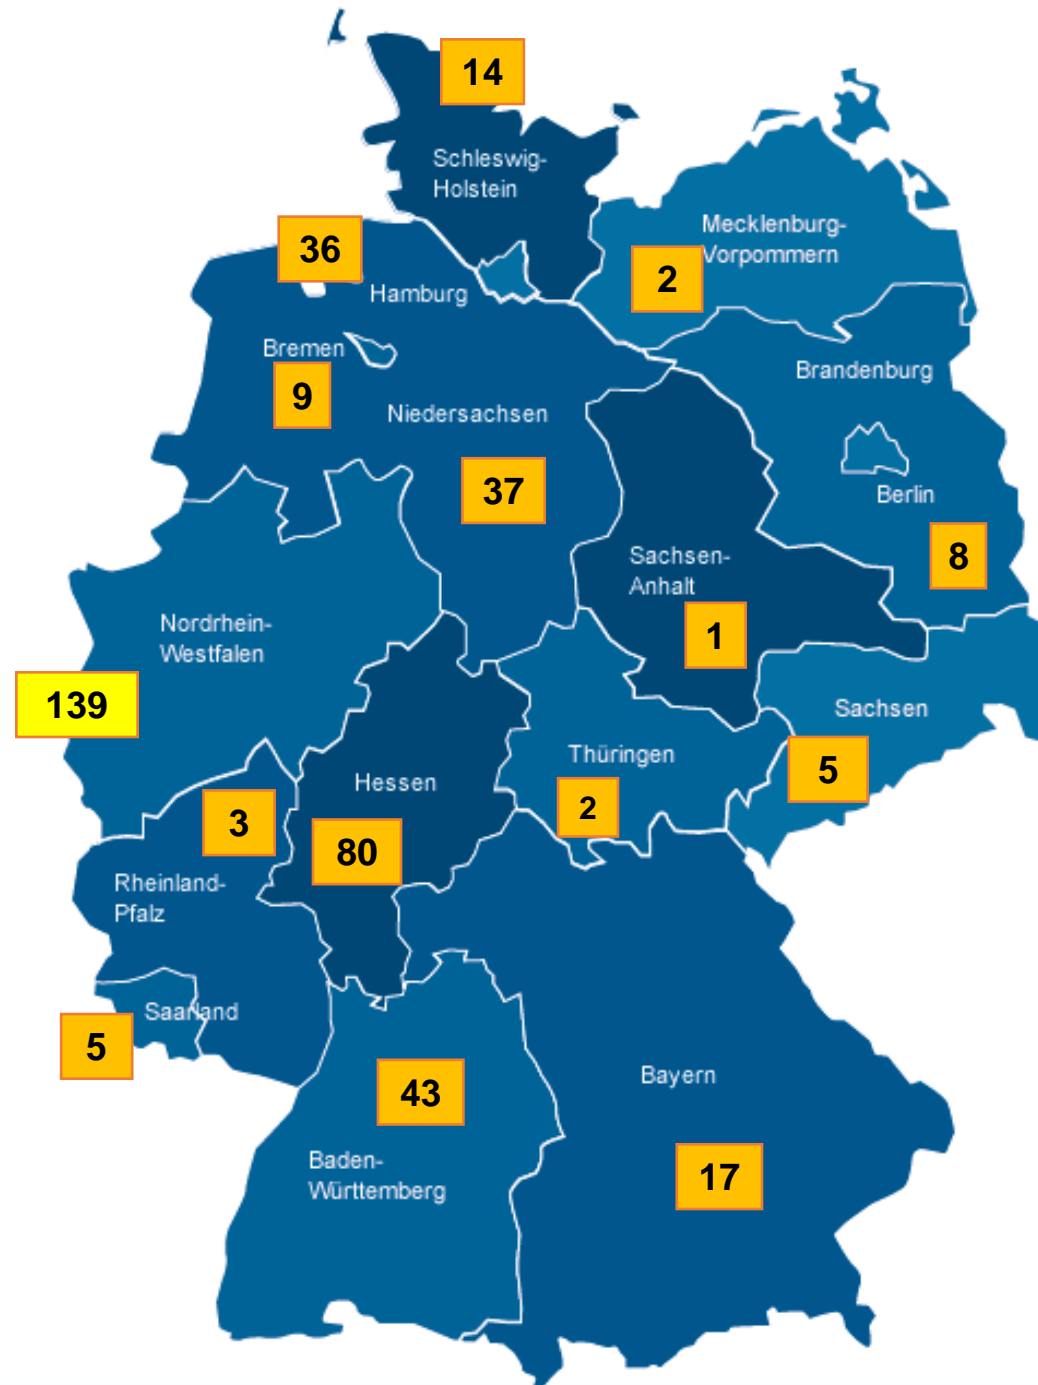 14
Schleswig-
Holstein
Mecklenburg-
Vorpommern
36
2
Hamburg
Bremen
Brandenburg
9
Niedersachsen
37
Berlin
8
Sachsen-
Anhalt
1
Nordrhein-
Westfalen
139
Sachsen
5
Thüringen
2
Hessen
80
3
Rheinland-
Pfalz
Saarland
5
43
Bayern
17
Baden-
Württemberg